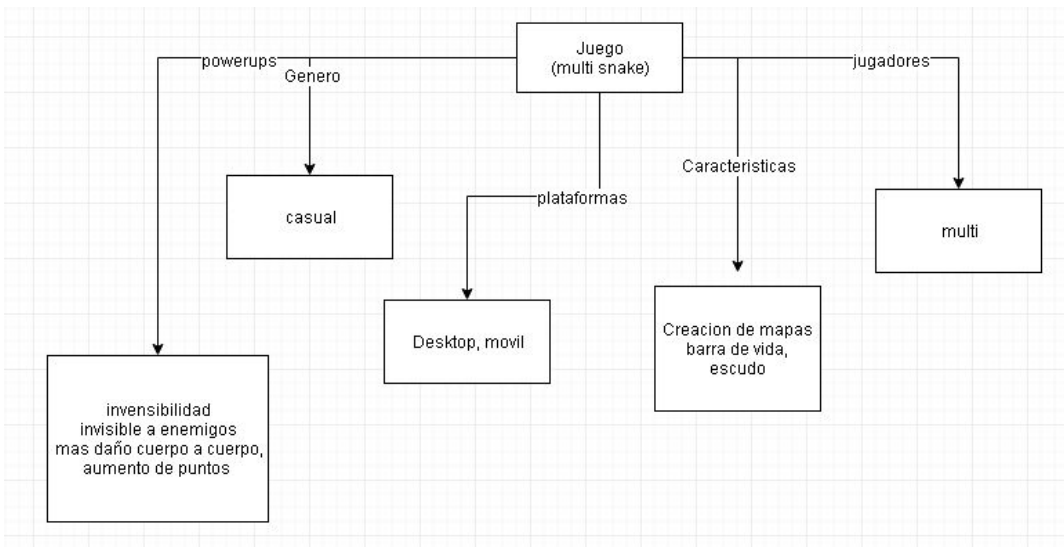 Juego
(multi snake)
powerups
Genero
jugadores
Caracteristicas
plataformas
casual
multi
Desktop, movil
Creacion de mapas
barra de vida,
escudo
invensibilidad
invisible a enemigos
mas daño cuerpo a cuerpo,
aumento de puntos